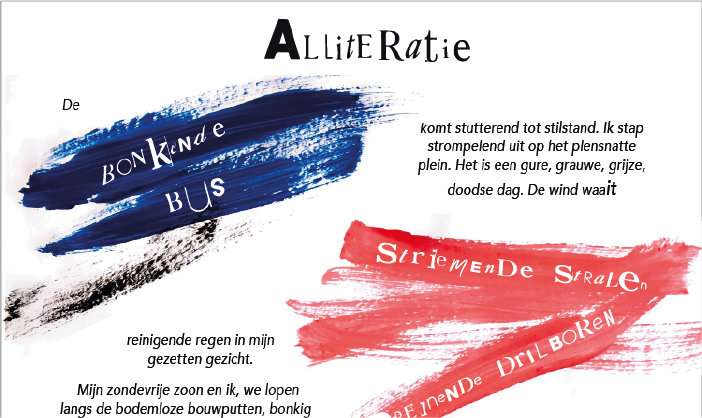 AllitERatie
De
BONKENDE
BUS
komt stutterend tot stilstand. Ik stap
strompelend uit op het plensnatte
plein. Het is een gure, grauwe, grijze,
doodse dag. De wind waait
StriEMENDE StRALEn
reinigende regen in mijn
gezetten gezicht.
DRILBOREN
Mijn zondevrije zoon en ik, we lopen
langs de bodemloze bouwputten, bonkig